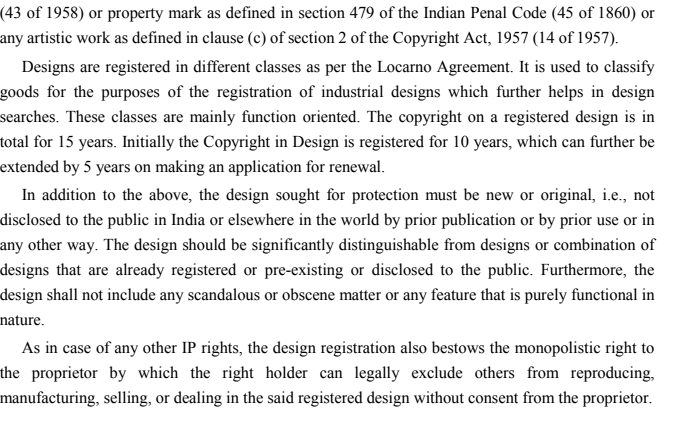 (43 of 1958) or property mark as defined in section 479 of the Indian Penal Code (45 of 1860) or
any artistic work as defined in clause (c) of section 2 of the Copyright Act, 1957 (14 of 1957).
Designs are registered in different classes as per the Locarno Agreement. It is used to classify
goods for the purposes of the registration of industrial designs which further helps in design
searches. These classes are mainly function oriented. The copyright on a registered design is in
total for 15 years. Initially the Copyright in Design is registered for 10 years, which can further be
extended by 5 years on making an application for renewal.
In addition to the above, the design sought for protection must be new or original, i.e., not
disclosed to the public in India or elsewhere in the world by prior publication or by prior use or in
any other way. The design should be significantly distinguishable from designs or combination of
designs that are already registered or pre-existing or disclosed to the public. Furthermore, the
design shall not include any scandalous or obscene matter or any feature that is purely functional in
nature.
As in case of any other IP rights, the design registration also bestows the monopolistic right to
the proprietor by which the right holder can legally exclude others from reproducing,
manufacturing, selling, or dealing in the said registered design without consent from the proprietor.